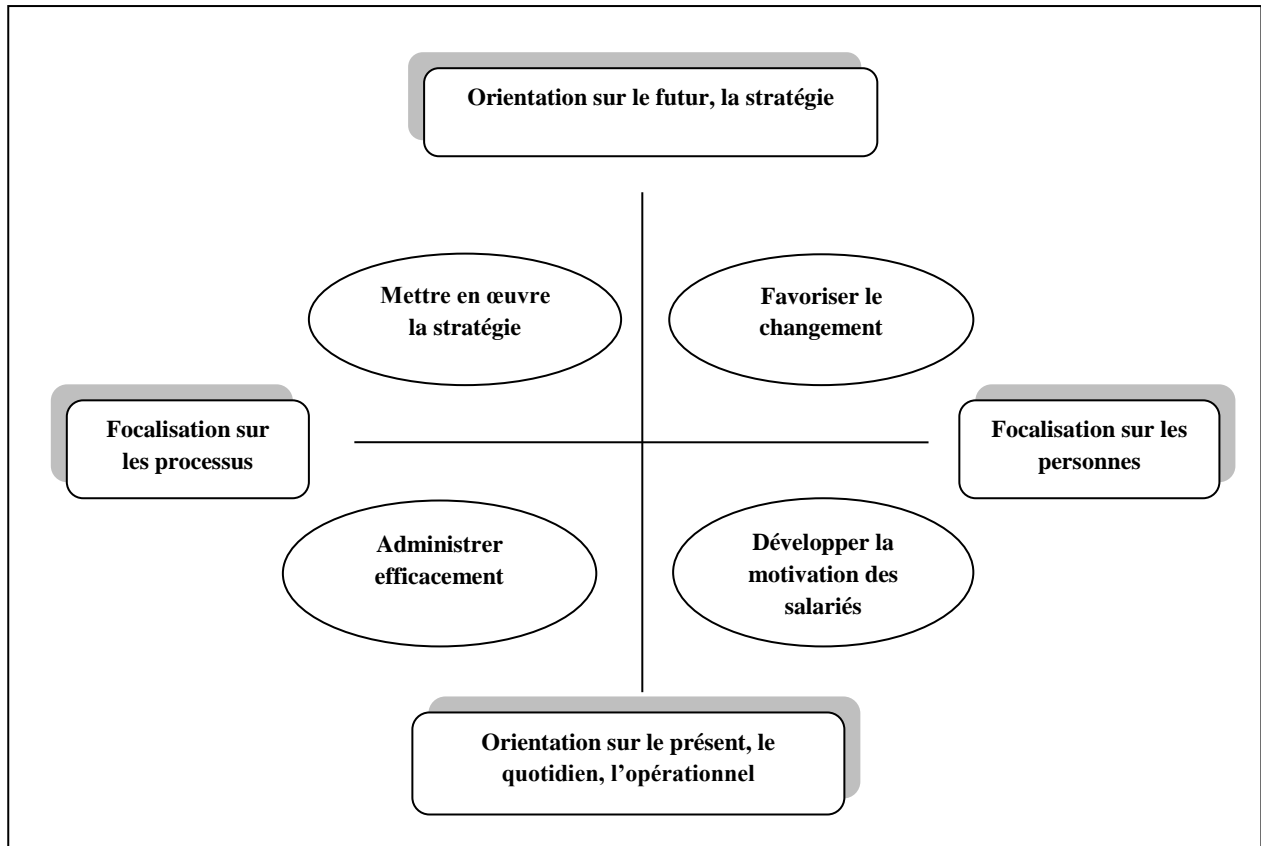 Orientation sur le futur, la stratégie
Mettre en œuvre
la stratégie
Favoriser le
changement
Focalisation sur
les processus
Focalisation sur les
personnes
Administrer
efficacement
Développer la
motivation des
salariés
Orientation sur le présent, le
quotidien, l’opérationnel